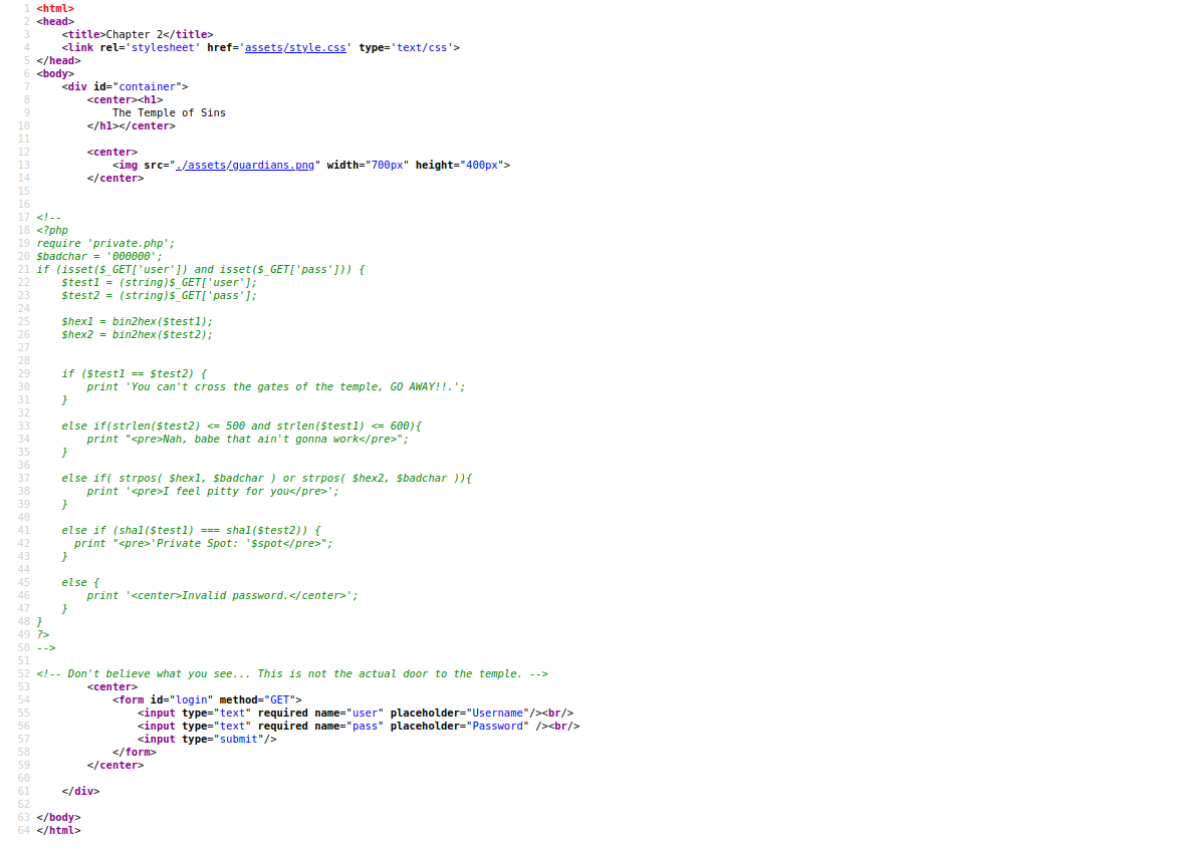 1 <html>
2 <head>
3 <title>Chapter 2</title>
4 <link rel='stylesheet' href='assets/style.css' type='text/css'>
5 </head>
6 <body>
7 <div id="container">
8 <center><h1>
9 The Temple of Sins
10 </h1></center>
11
12 <center>
13 <img src="./assets/guardians.png" width="700px" height="400px">
14 </center>
15
16
17 <!--
18 <?php
19 require 'private.php';
20 $badchar = '000000';
21 if (isset($_GET['user']) and isset($_GET['pass'])) {
22 $test1 = (string)$_GET['user'];
23 $test2 = (string)$_GET['pass'];
24
25 $hex1 = bin2hex($test1);
26 $hex2 = bin2hex($test2);
27
28
29 if ($test1 == $test2) {
30 print 'You can't cross the gates of the temple, GO AWAY!!.';
31 }
32
33 else if(strlen($test2) <= 500 and strlen($test1) <= 600){
34 print "<pre>Nah, babe that ain't gonna work</pre>";
35 }
36
37 else if( strpos( $hex1, $badchar ) or strpos( $hex2, $badchar )){
38 print '<pre>I feel pitty for you</pre>';
39 }
40
41 else if (sha1($test1) === sha1($test2)) {
42 print "<pre>'Private Spot: '$spot</pre>";
43 }
44
45 else {
46 print '<center>Invalid password.</center>';
47 }
48 }
49 ?>
50 -->
51
52 <!-- Don't believe what you see... This is not the actual door to the temple. -->
53 <center>
54 <form id="login" method="GET">
55 <input type="text" required name="user" placeholder="Username"/><br/>
56 <input type="text" required name="pass" placeholder="Password" /><br/>
57 <input type="submit"/>
58 </form>
59 </center>
60
61 </div>
62
63 </body>
64 </html>